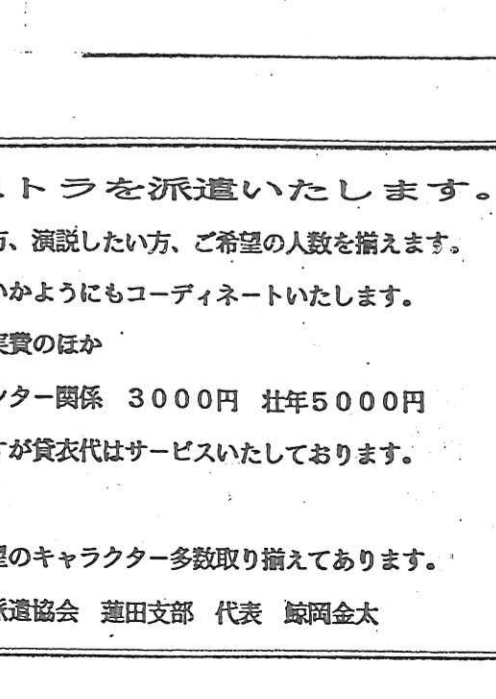 トラを派遣いたします。
方、演説したい方、ご希望の人数を揃えます。
いかようにもコーディネートいたします。
実費のほか
ンター関係 3000円 壮年5000円
すが貸衣代はサービスいたしております。
望のキャラクター多数取り揃えてあります。
派遣協会 蓮田支部 代表 鯨岡金太